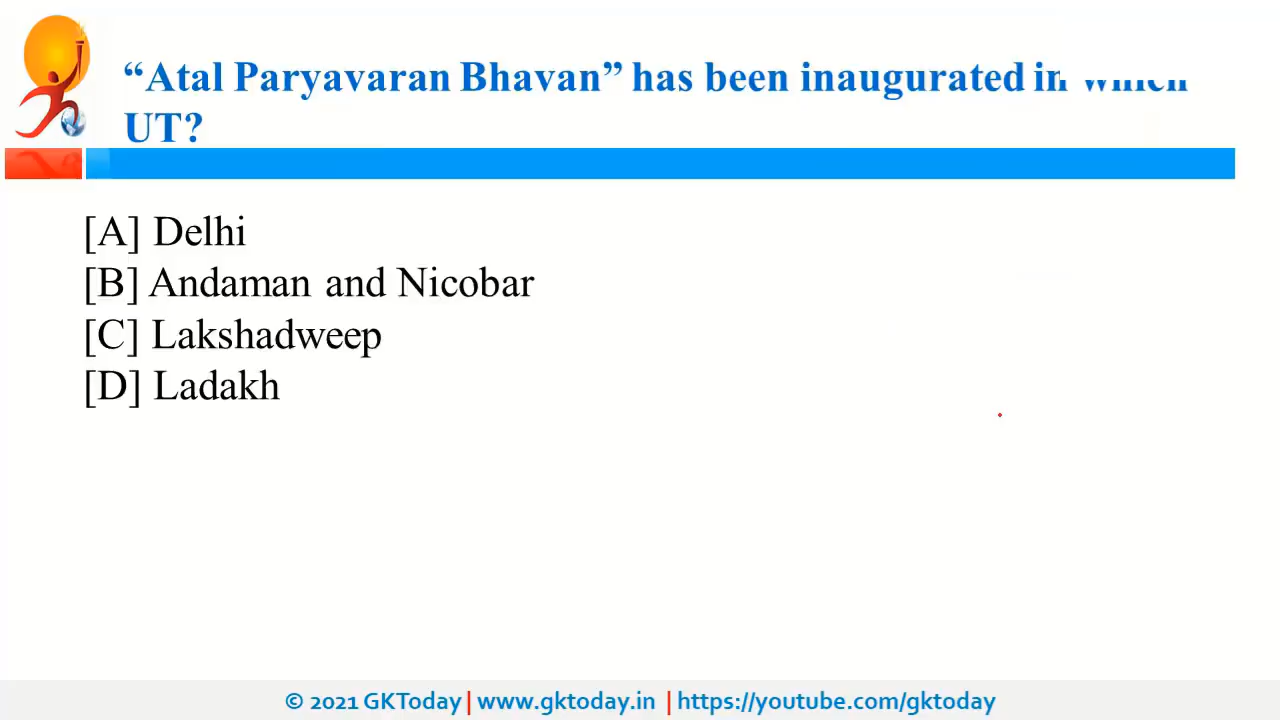 “Atal Paryavaran Bhavan” has been inaugurated in which
UT?
[A] Delhi
[B] Andaman and Nicobar
[C] Lakshadweep
[D] Ladakh
© 2021 GKToday | www.gktoday.in | https://youtube.com/gktoday